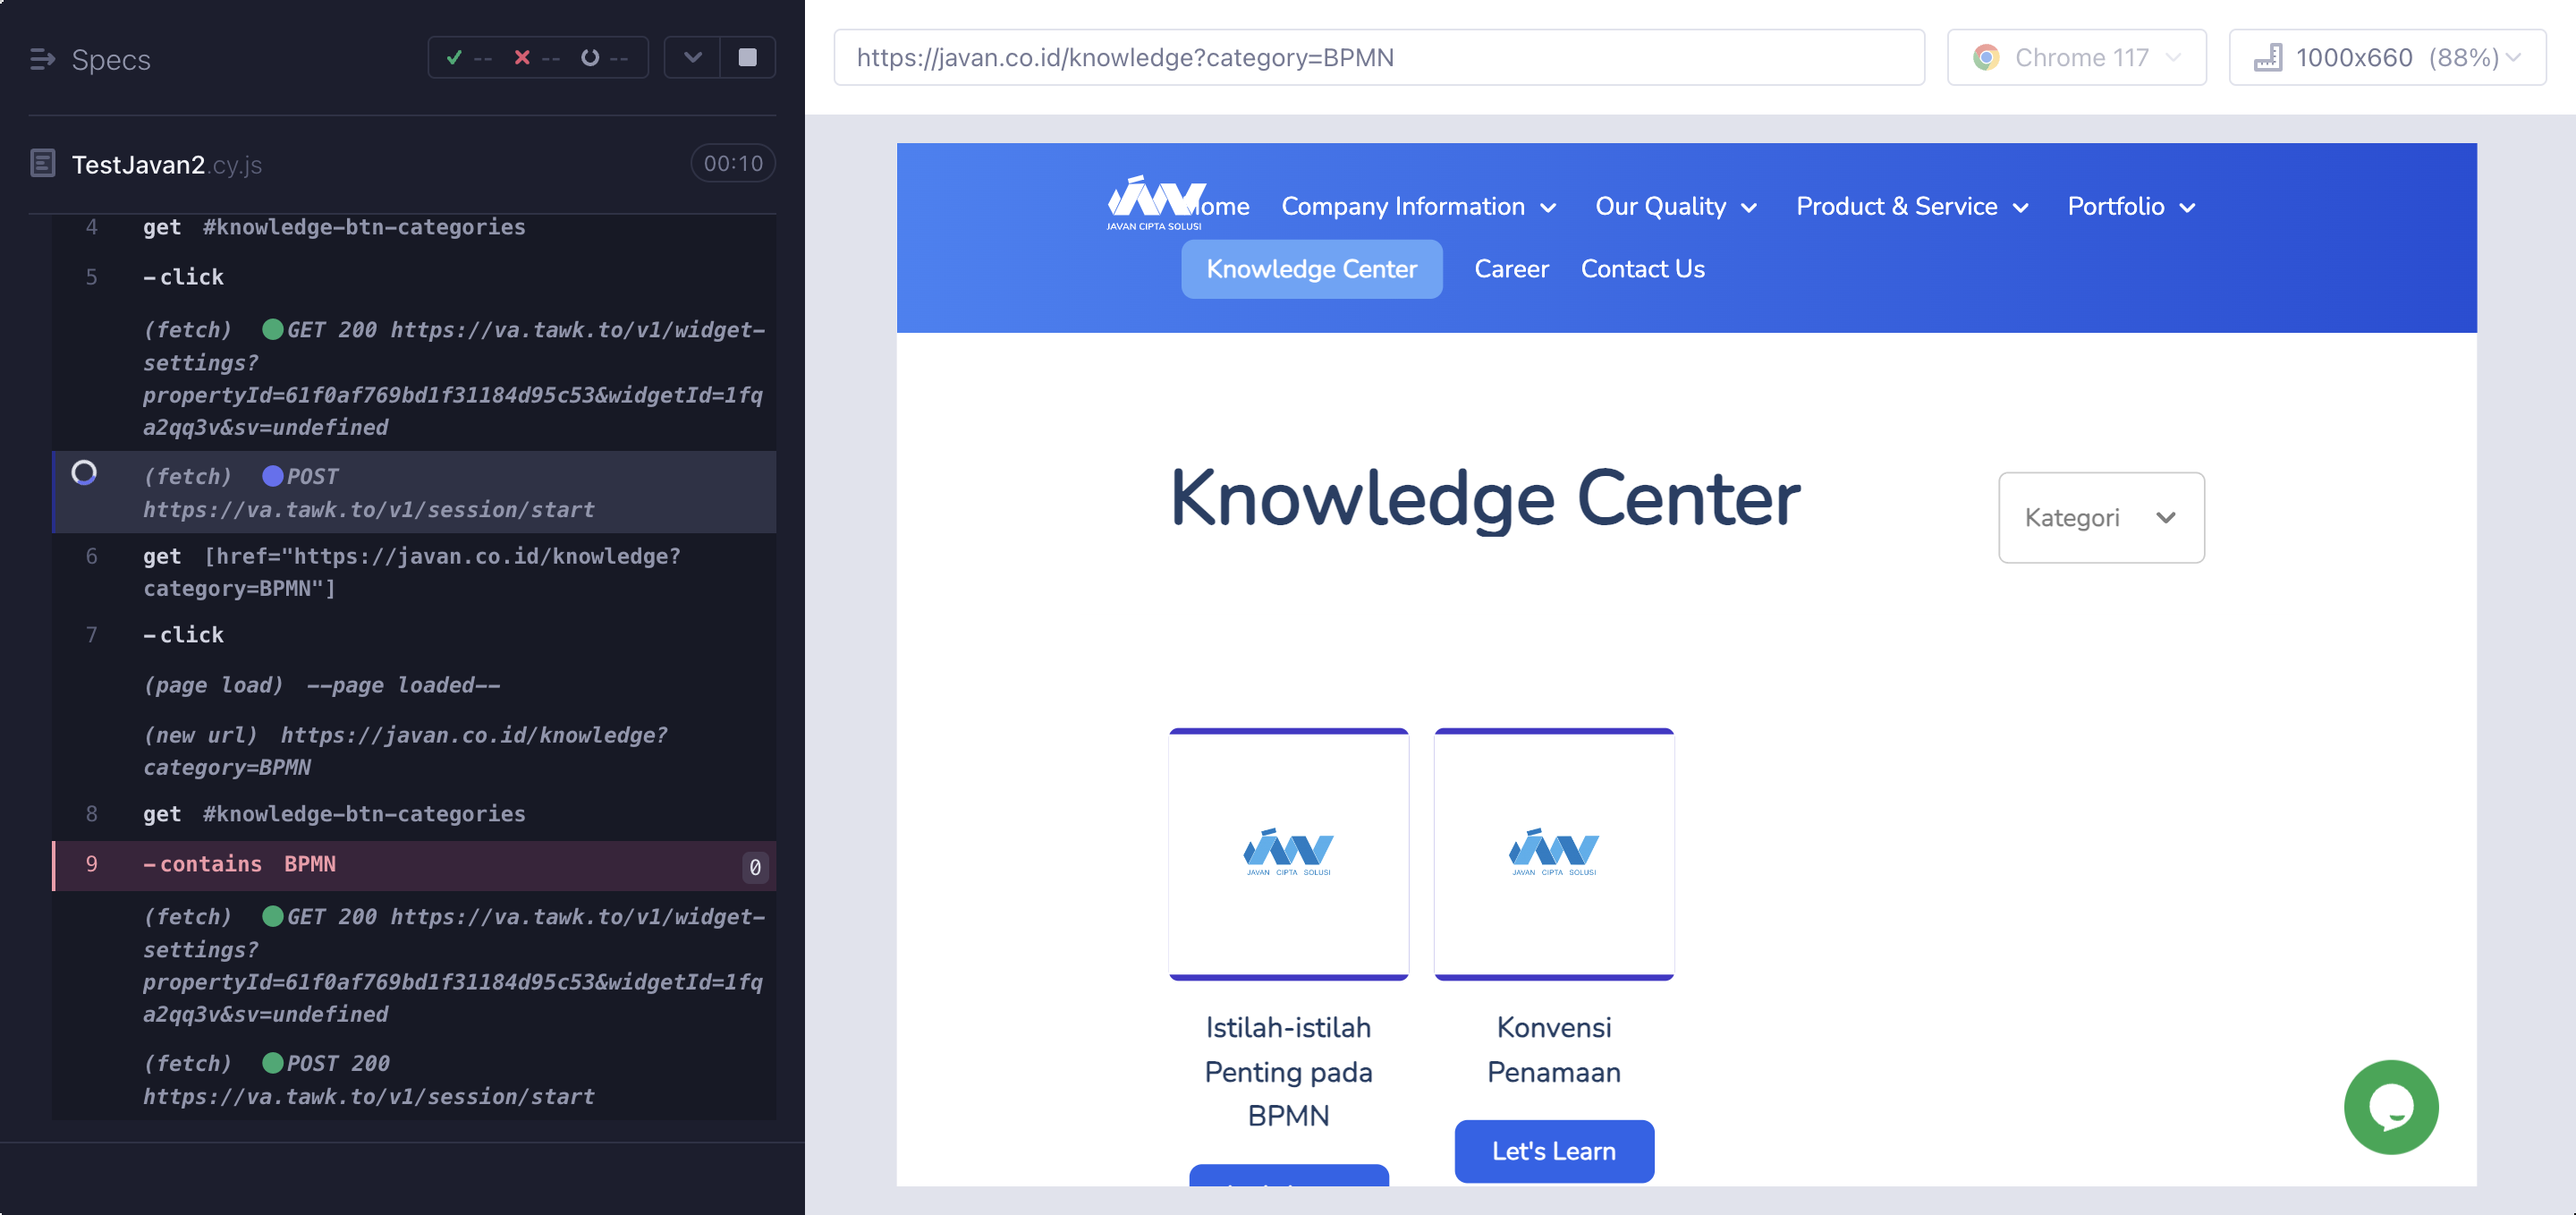 Specs
-- -- --
TestJavan2.cy.js
00:10
4 get #knowledge-btn-categories
5 -click
(fetch) GET 200 https://va.tawk.to/v1/widget-
settings?
propertyId=61f0af769bd1f31184d95c53&widgetId=1fq
a2qq3v&sv=undefined
(fetch) POST
https://va.tawk.to/v1/session/start
6 get [href="https://javan.co.id/knowledge?
category=BPMN"]
7 -click
(page load) --page loaded--
(new url) https://javan.co.id/knowledge?
category=BPMN
8 get #knowledge-btn-categories
9 -contains BPMN 0
(fetch) GET 200 https://va.tawk.to/v1/widget-
settings?
propertyId=61f0af769bd1f31184d95c53&widgetId=1fq
a2qq3v&sv=undefined
(fetch) POST 200
https://va.tawk.to/v1/session/start
https://javan.co.id/knowledge?category=BPMN
Chrome 117
1000x660 (88%)
JAVAN CIPTA SOLUSI
Home Company Information Our Quality Product & Service Portfolio
Knowledge Center Career Contact Us
Knowledge Center
Kategori
JAVAN CIPTA SOLUSI
JAVAN CIPTA SOLUSI
Istilah-istilah
Penting pada
BPMN
Konvensi
Penamaan
Let's Learn